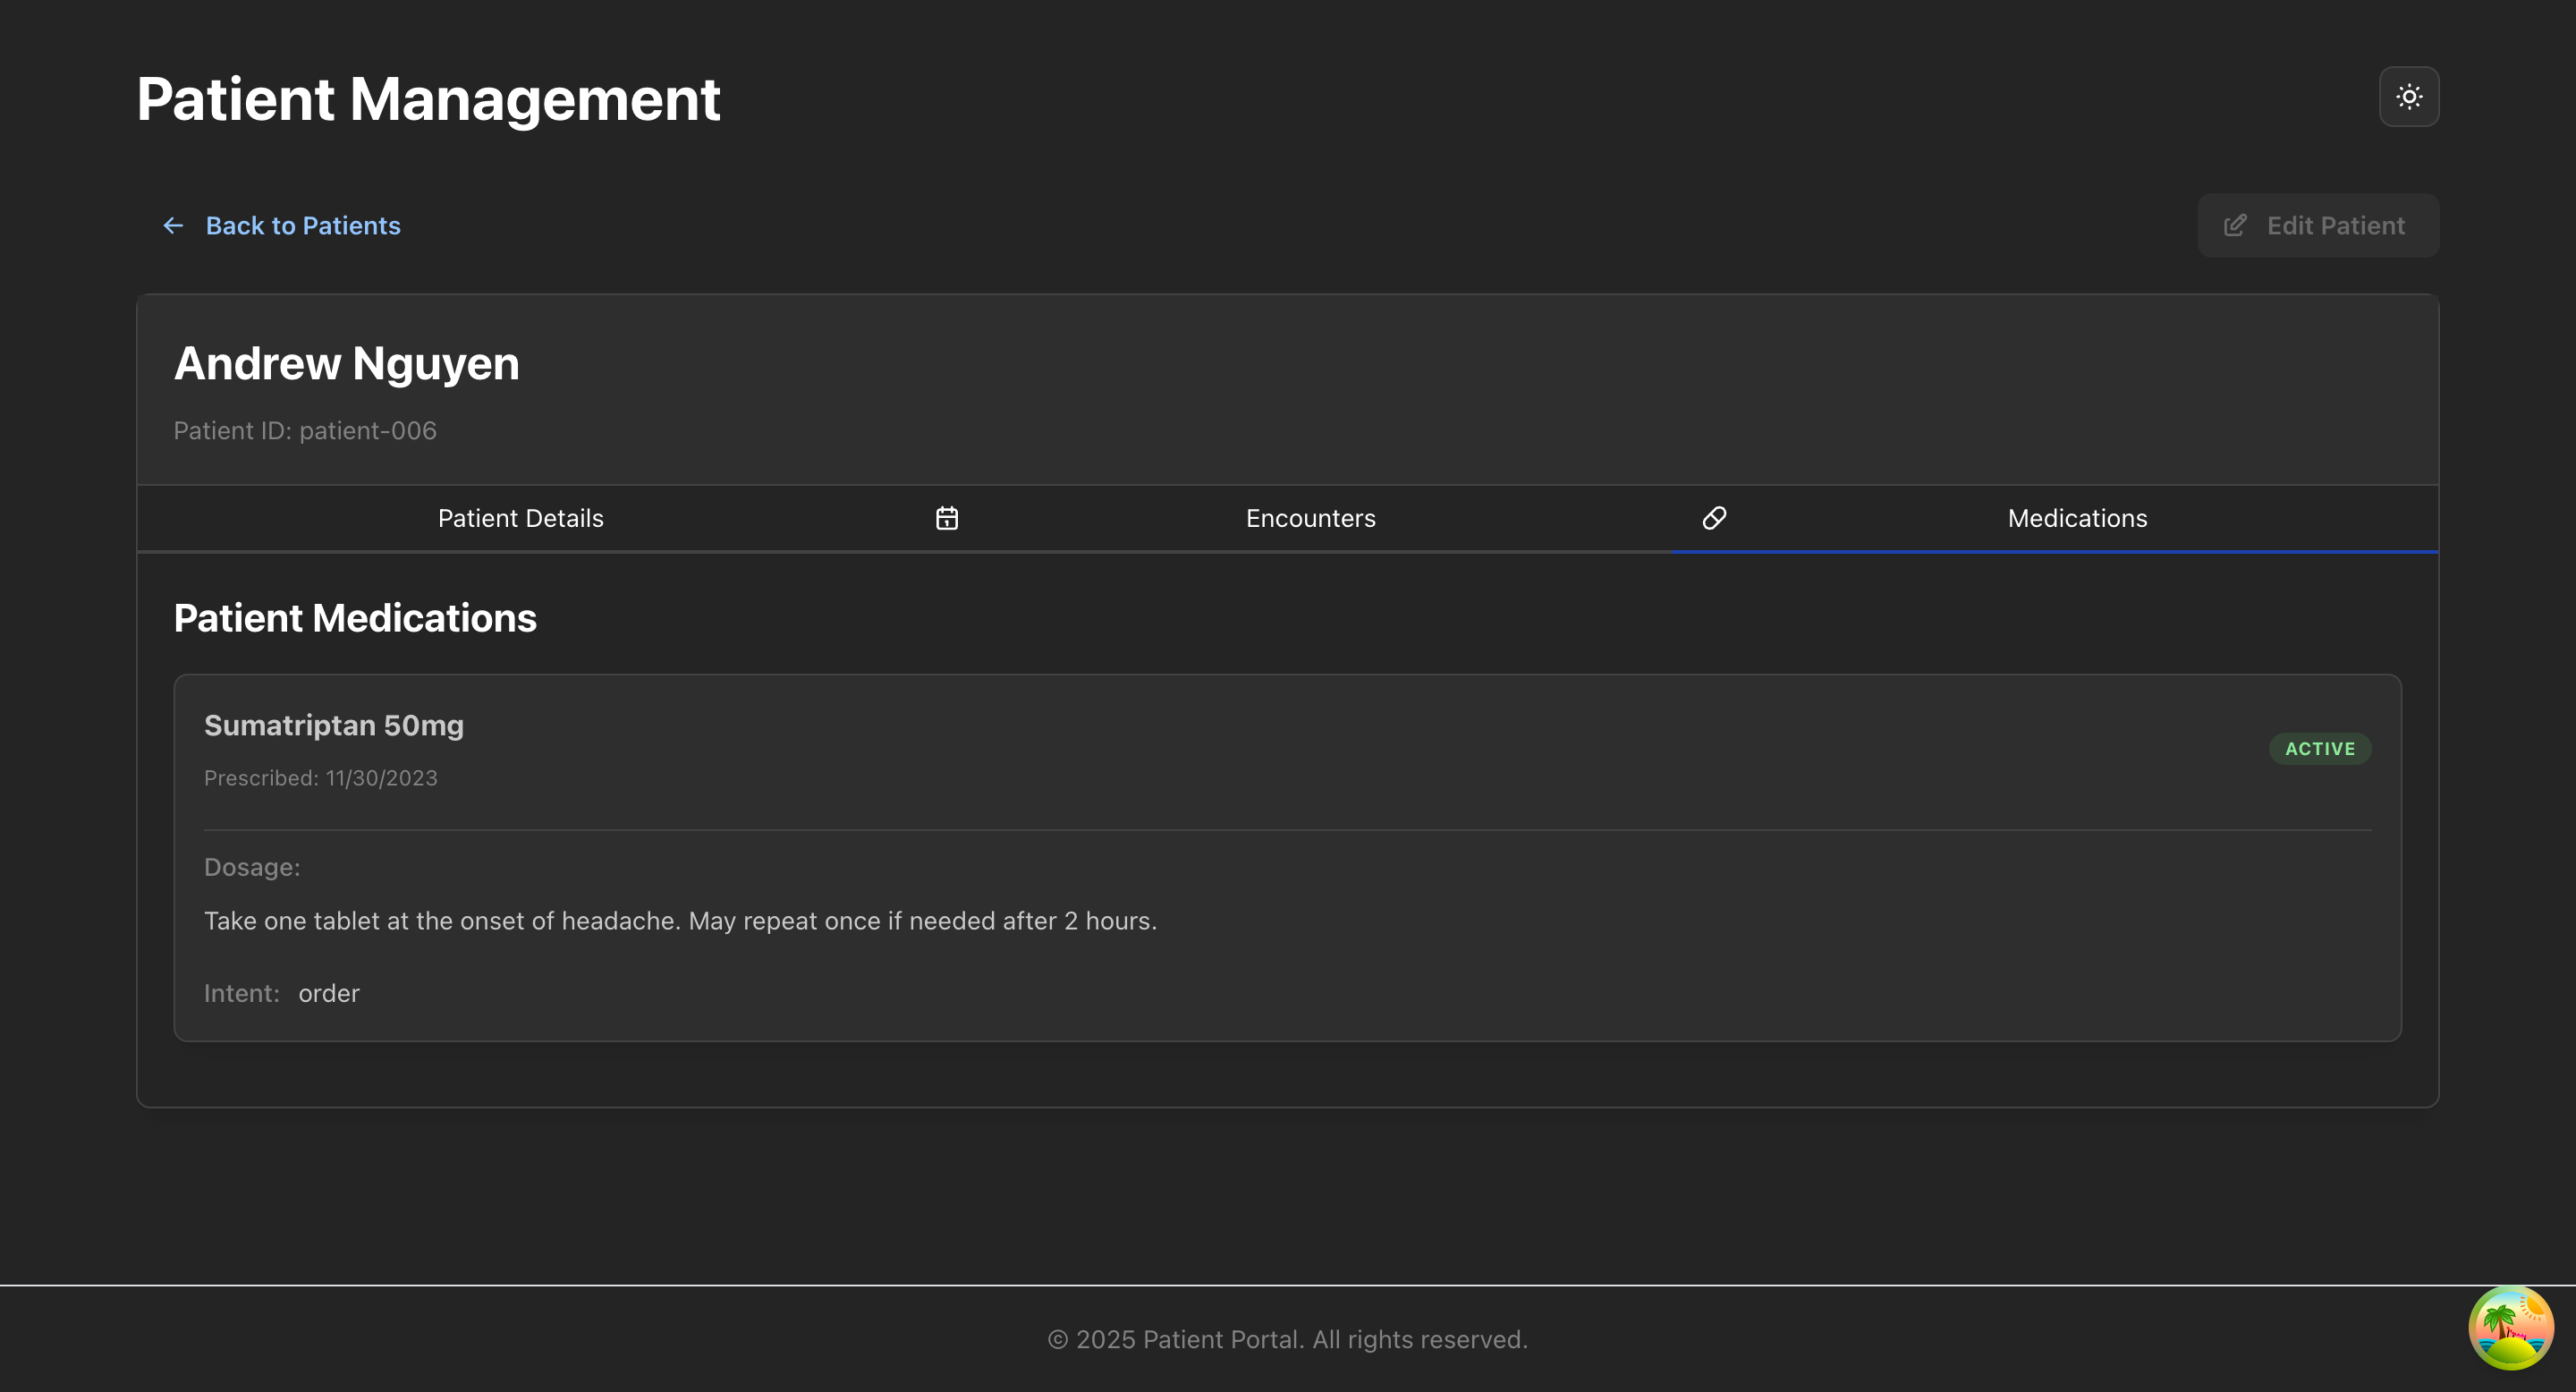 Patient Management
Back to Patients
Edit Patient
Andrew Nguyen
Patient ID: patient-006
Patient Details
Encounters
Medications
Patient Medications
Sumatriptan 50mg
ACTIVE
Prescribed: 11/30/2023
Dosage:
Take one tablet at the onset of headache. May repeat once if needed after 2 hours.
Intent: order
© 2025 Patient Portal. All rights reserved.